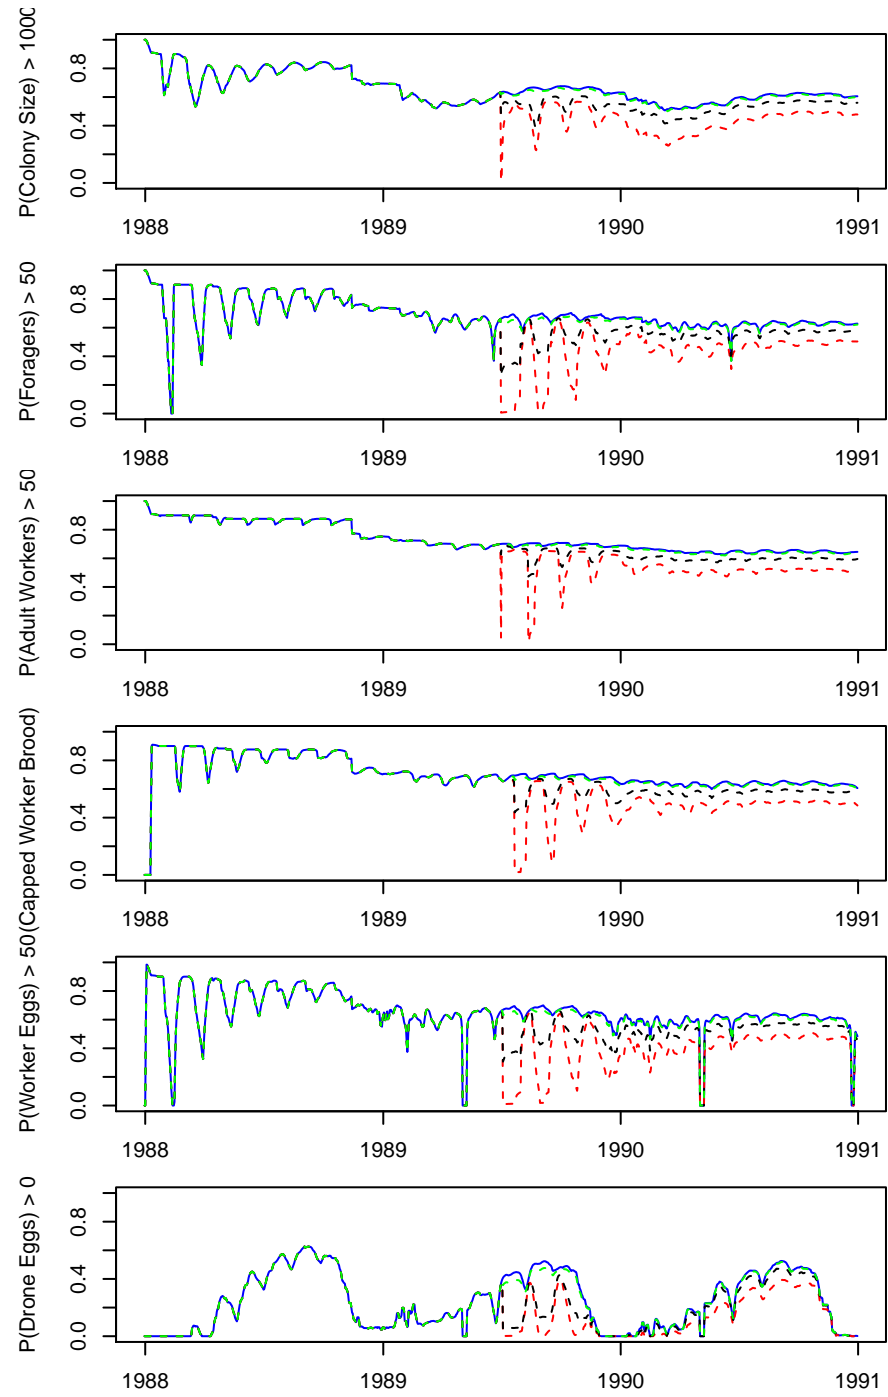 P(Colony Size) > 1000
0.0 0.4 0.8
1988 1989 1990 1991
P(Foragers) > 50
0.0 0.4 0.8
1988 1989 1990 1991
P(Adult Workers) > 50
0.0 0.4 0.8
1988 1989 1990 1991
(Capped Worker Brood)
0.0 0.4 0.8
1988 1989 1990 1991
P(Worker Eggs) > 50
0.0 0.4 0.8
1988 1989 1990 1991
P(Drone Eggs) > 0
0.0 0.4 0.8
1988 1989 1990 1991